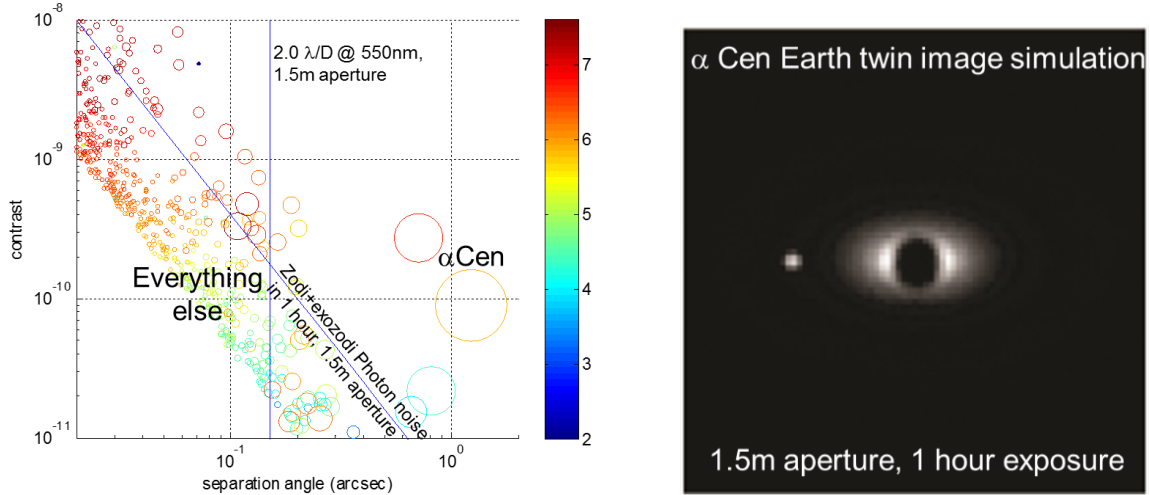 10⁻⁸
10⁻⁹
10⁻¹⁰
10⁻¹¹
contrast
2.0 λ/D @ 550nm,
1.5m aperture
Everything
else
αCen
Zodi+exozodi Photon noise
in 1 hour, 1.5m aperture
10⁻¹
10⁰
separation angle (arcsec)
7
6
5
4
3
2
α Cen Earth twin image simulation
1.5m aperture, 1 hour exposure